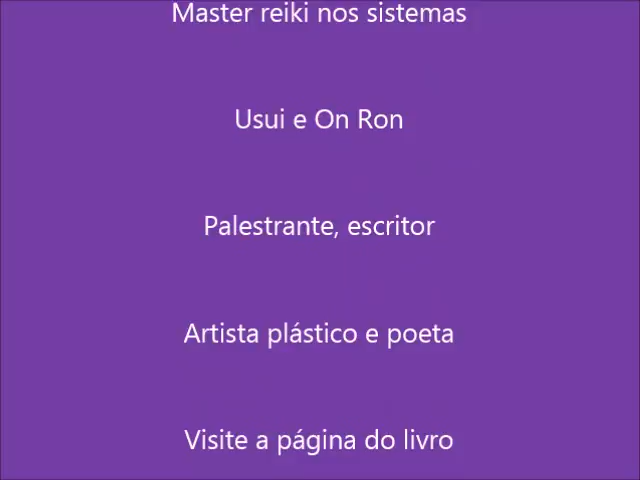 Master reiki nos sistemas
Usui e On Ron
Palestrante, escritor
Artista plástico e poeta
Visite a página do livro